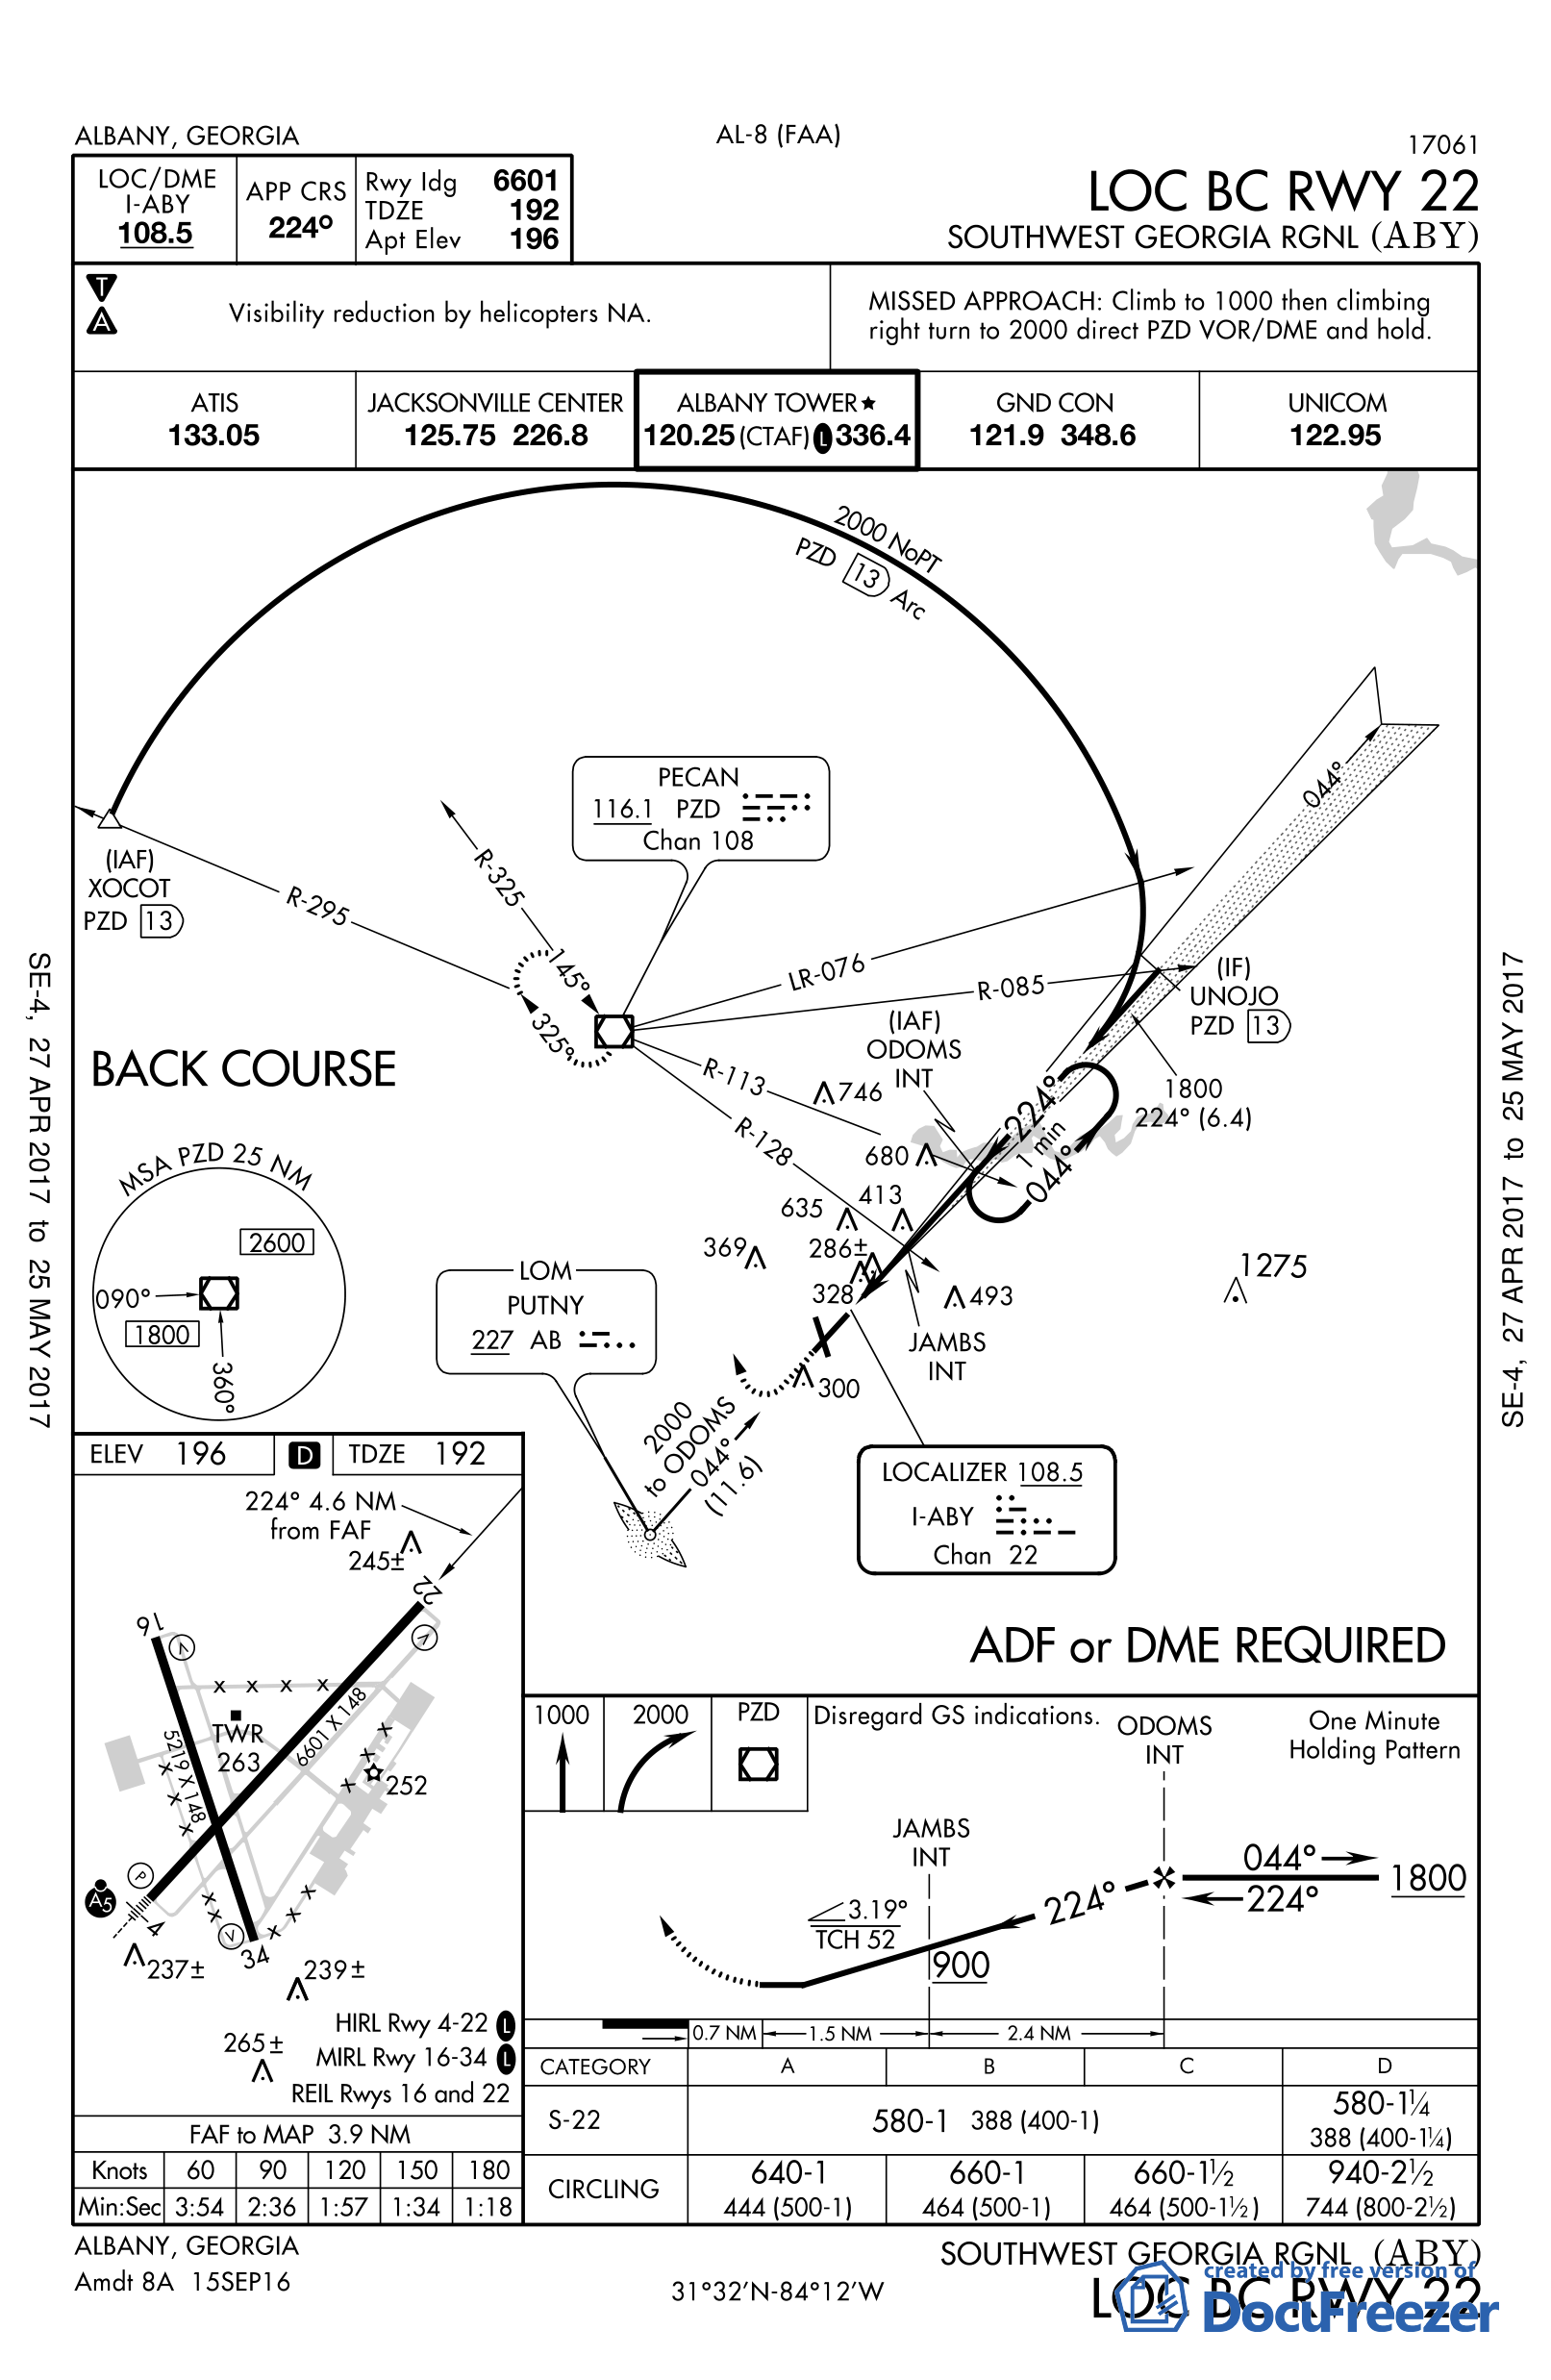 ALBANY, GEORGIA
AL-8 (FAA)
17061
LOC/DME
I-ABY
108.5
APP CRS
224°
Rwy Idg 6601
TDZE 192
Apt Elev 196
LOC BC RWY 22
SOUTHWEST GEORGIA RGNL (ABY)
T
A
Visibility reduction by helicopters NA.
MISSED APPROACH: Climb to 1000 then climbing
right turn to 2000 direct PZD VOR/DME and hold.
ATIS
133.05
JACKSONVILLE CENTER
125.75 226.8
ALBANY TOWER★
120.25 (CTAF) L 336.4
GND CON
121.9 348.6
UNICOM
122.95
2000 NoPT
PZD 13 Arc
044°
PECAN
116.1 PZD
Chan 108
(IAF)
XOCOT
PZD 13
R-295
R-325
145°
325°
LR-076
R-085
R-113
R-128
(IF)
UNOJO
PZD 13
(IAF)
ODOMS
INT
1800
224° (6.4)
224°
1 min
044°
746
680
635
413
369
286±
328
493
1275
300
JAMBS
INT
BACK COURSE
MSA PZD 25 NM
2600
090°
1800
360°
LOM
PUTNY
227 AB
2000
to ODOMS
044°
(11.6)
LOCALIZER 108.5
I-ABY
Chan 22
ADF or DME REQUIRED
SE-4, 27 APR 2017 to 25 MAY 2017
SE-4, 27 APR 2017 to 25 MAY 2017
ELEV 196
D
TDZE 192
224° 4.6 NM
from FAF
245±
22
16
V
V
X X X X
TWR
263
6601 X 148
5219 X 148
X X X
X X X
252
P
A5
4
X X
V
34
X X X
237±
239±
265±
HIRL Rwy 4-22 L
MIRL Rwy 16-34 L
REIL Rwys 16 and 22
FAF to MAP 3.9 NM
Knots 60 90 120 150 180
Min:Sec 3:54 2:36 1:57 1:34 1:18
1000
2000
PZD
Disregard GS indications.
ODOMS
INT
One Minute
Holding Pattern
JAMBS
INT
044°
1800
224°
224°
3.19°
TCH 52
900
0.7 NM
1.5 NM
2.4 NM
CATEGORY A B C D
S-22
580-1 388 (400-1)
580-1¼
388 (400-1¼)
CIRCLING
640-1
444 (500-1)
660-1
464 (500-1)
660-1½
464 (500-1½)
940-2½
744 (800-2½)
ALBANY, GEORGIA
Amdt 8A 15SEP16
31°32'N-84°12'W
SOUTHWEST GEORGIA RGNL (ABY)
LOC BC RWY 22
created by free version of
DocuFreezer